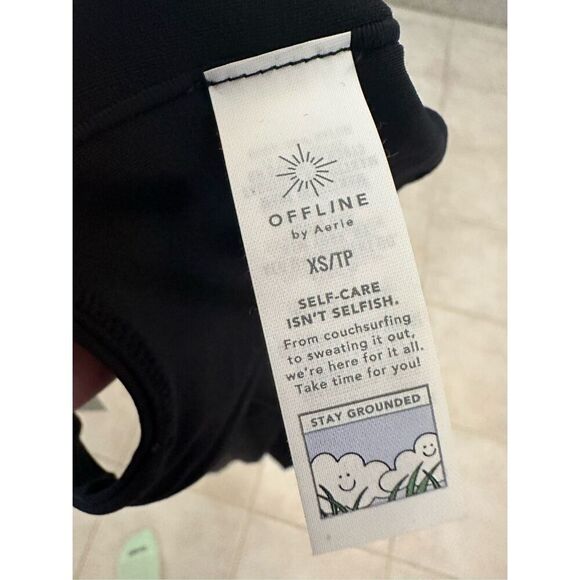 OFFLINE
by Aerie
XS/TP
SELF-CARE
ISN'T SELFISH.
From couchsurfing
to sweating it out,
we're here for it all.
Take time for you!
STAY GROUNDED